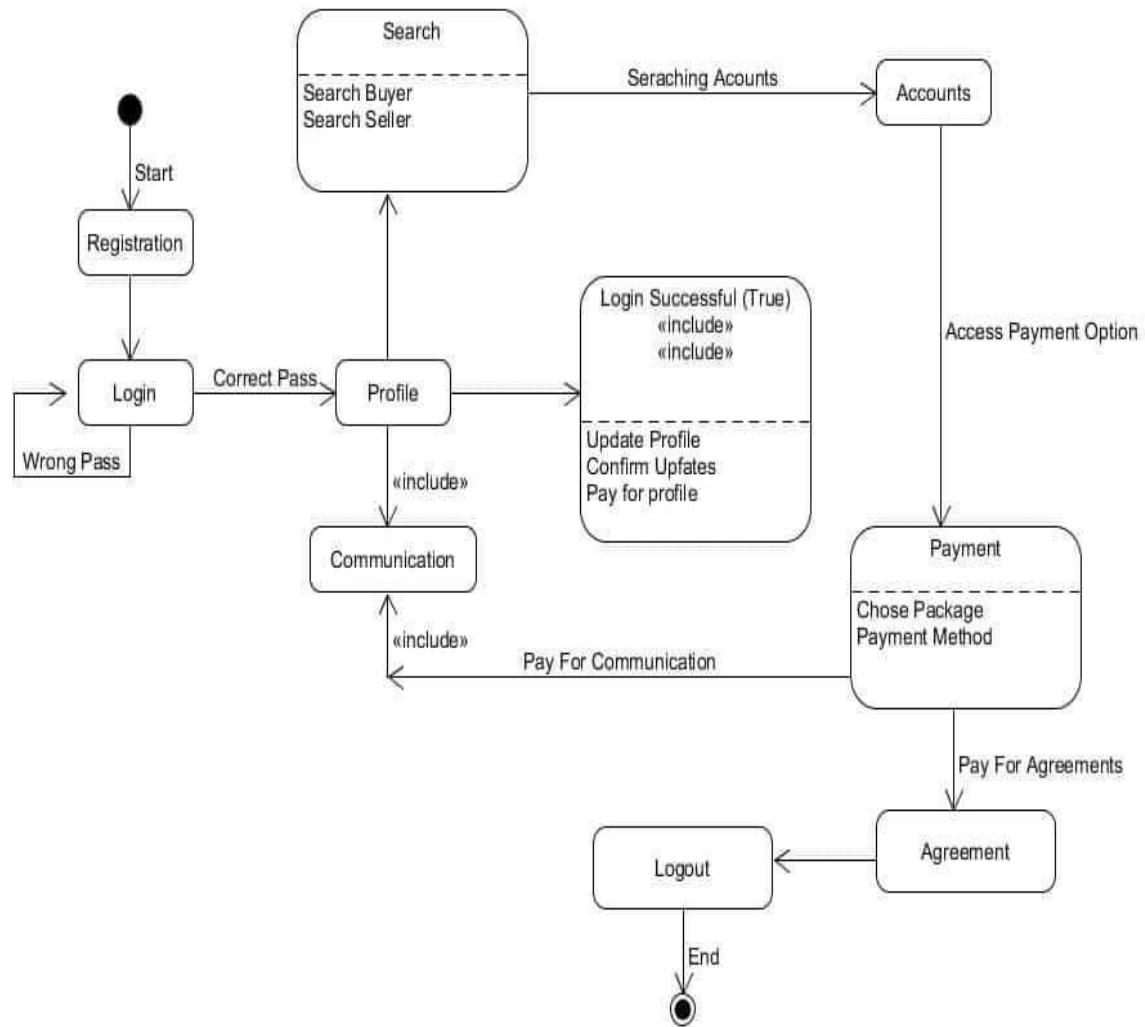 Search
Search Buyer
Search Seller
Seraching Acounts
Accounts
Start
Registration
Login Successful (True)
«include»
«include»
Update Profile
Confirm Upfates
Pay for profile
Access Payment Option
Login
Correct Pass
Profile
Wrong Pass
«include»
Communication
Payment
Chose Package
Payment Method
«include»
Pay For Communication
Pay For Agreements
Agreement
Logout
End